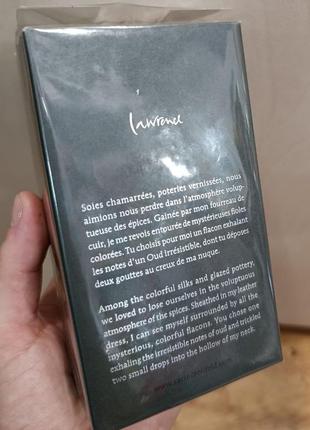 Lawrence
Soies chamarrées, poteries vernissées, nous
aimions nous perdre dans l'atmosphère volup-
tueuse des épices. Gainée par mon fourreau de
cuir, je me revois entourée de mystérieuses fioles
colorées. Tu choisis pour moi un flacon exhalant
les notes d'un Oud irrésistible, dont tu déposes
deux gouttes au creux de ma nuque.
Among the colorful silks and glazed pottery,
we loved to lose ourselves in the voluptuous
atmosphere of the spices. Sheathed in my leather
dress, I can see myself surrounded by all the
mysterious, colorful flacons. You chose one
exhaling the irresistible notes of oud and trickled
two small drops into the hollow of my neck.